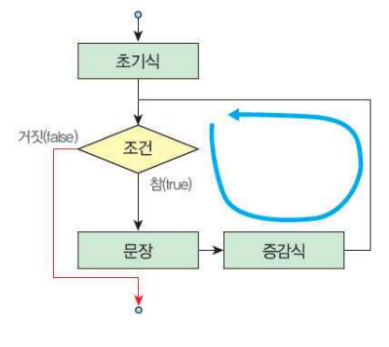 초기식
거짓(false)
조건
참(true)
문장
증감식